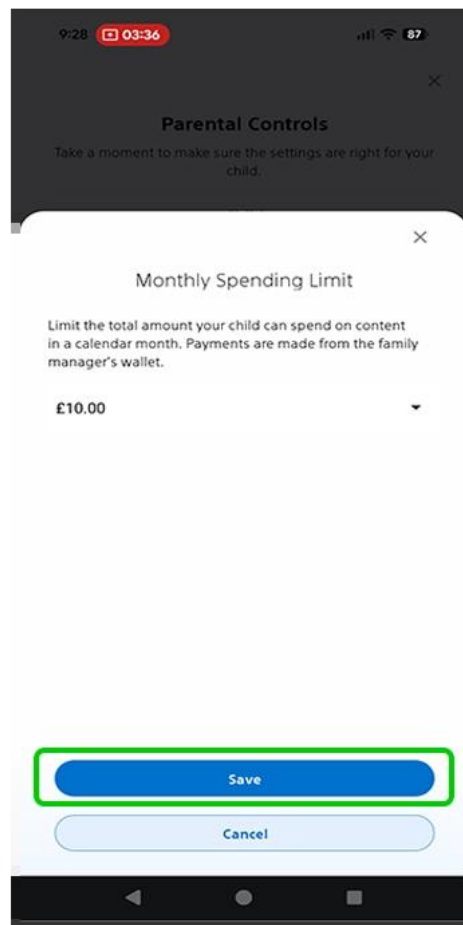 9:28 03:36 87
Parental Controls
Take a moment to make sure the settings are right for your
child.
Monthly Spending Limit
Limit the total amount your child can spend on content
in a calendar month. Payments are made from the family
manager's wallet.
£10.00
Save
Cancel